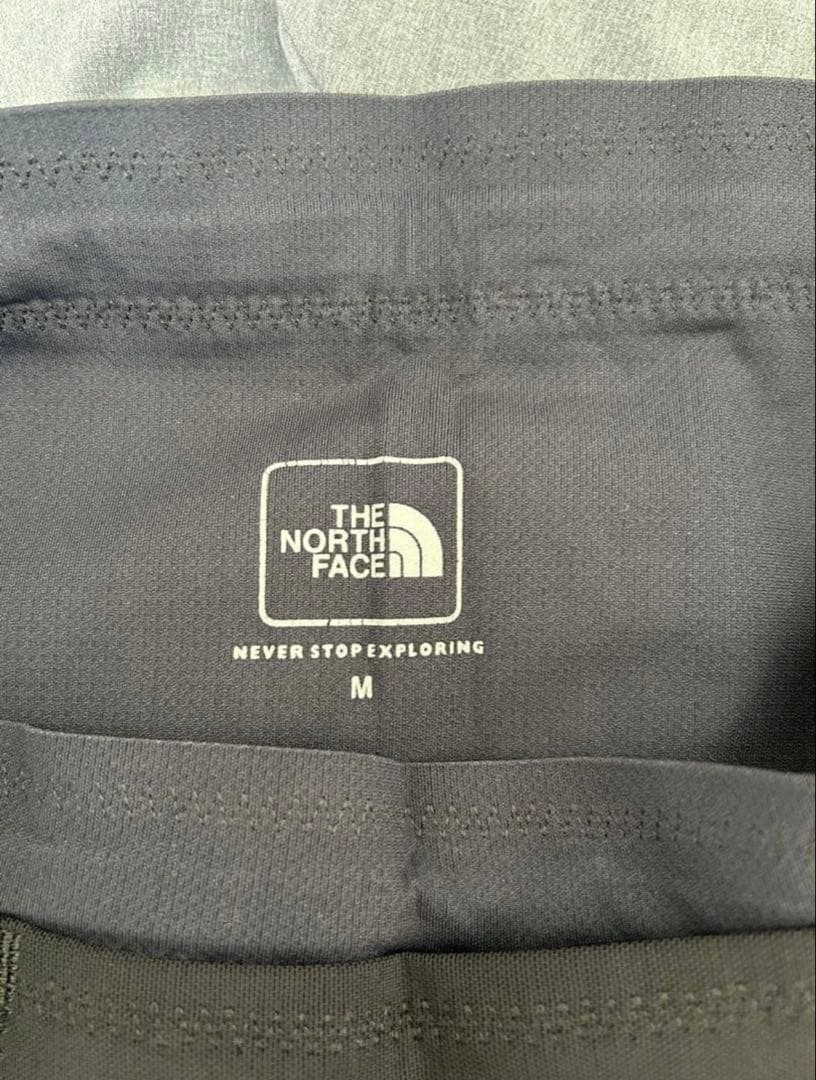 THE
NORTH
FACE
NEVER STOP EXPLORING
M